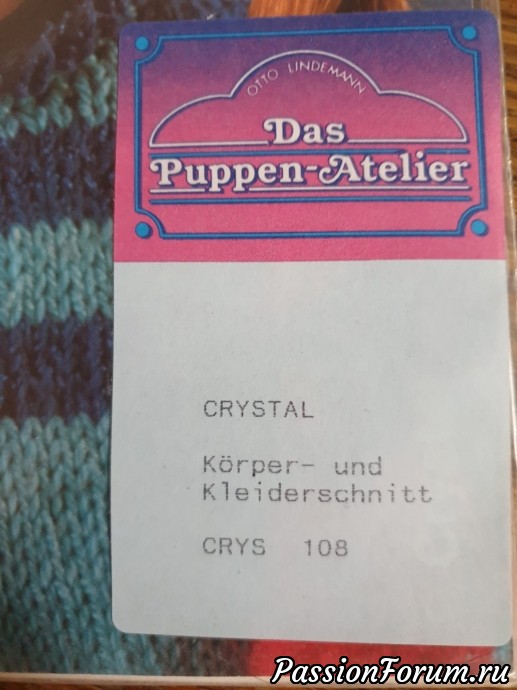 OTTO LINDEMANN
Das
Puppen-Atelier
CRYSTAL
Körper- und
Kleiderschnitt
CRYS 108
PassionForum.ru